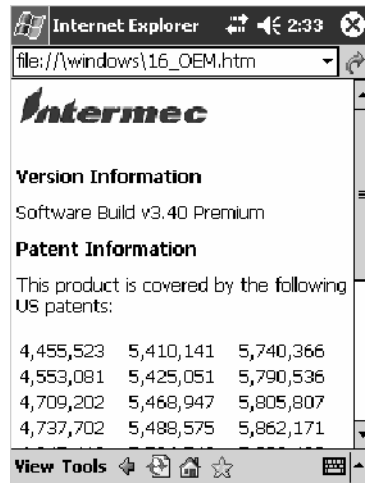 Internet Explorer 2:33
file://\windows\16_OEM.htm
Intermec
Version Information
Software Build v3.40 Premium
Patent Information
This product is covered by the following
US patents:
4,455,523 5,410,141 5,740,366
4,553,081 5,425,051 5,790,536
4,709,202 5,468,947 5,805,807
4,737,702 5,488,575 5,862,171
View Tools